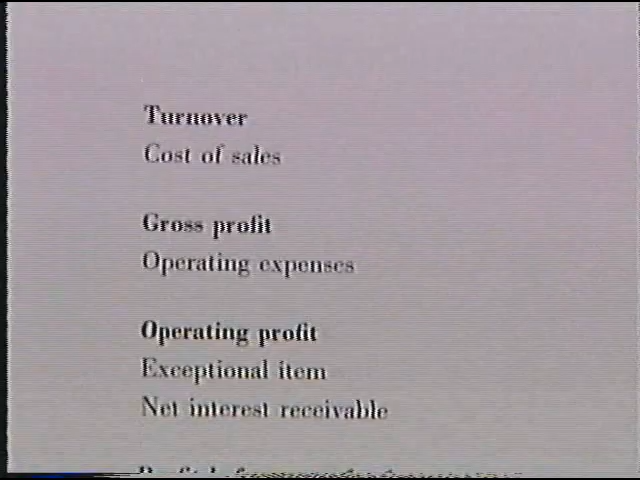 Turnover
Cost of sales
Gross profit
Operating expenses
Operating profit
Exceptional item
Net interest receivable